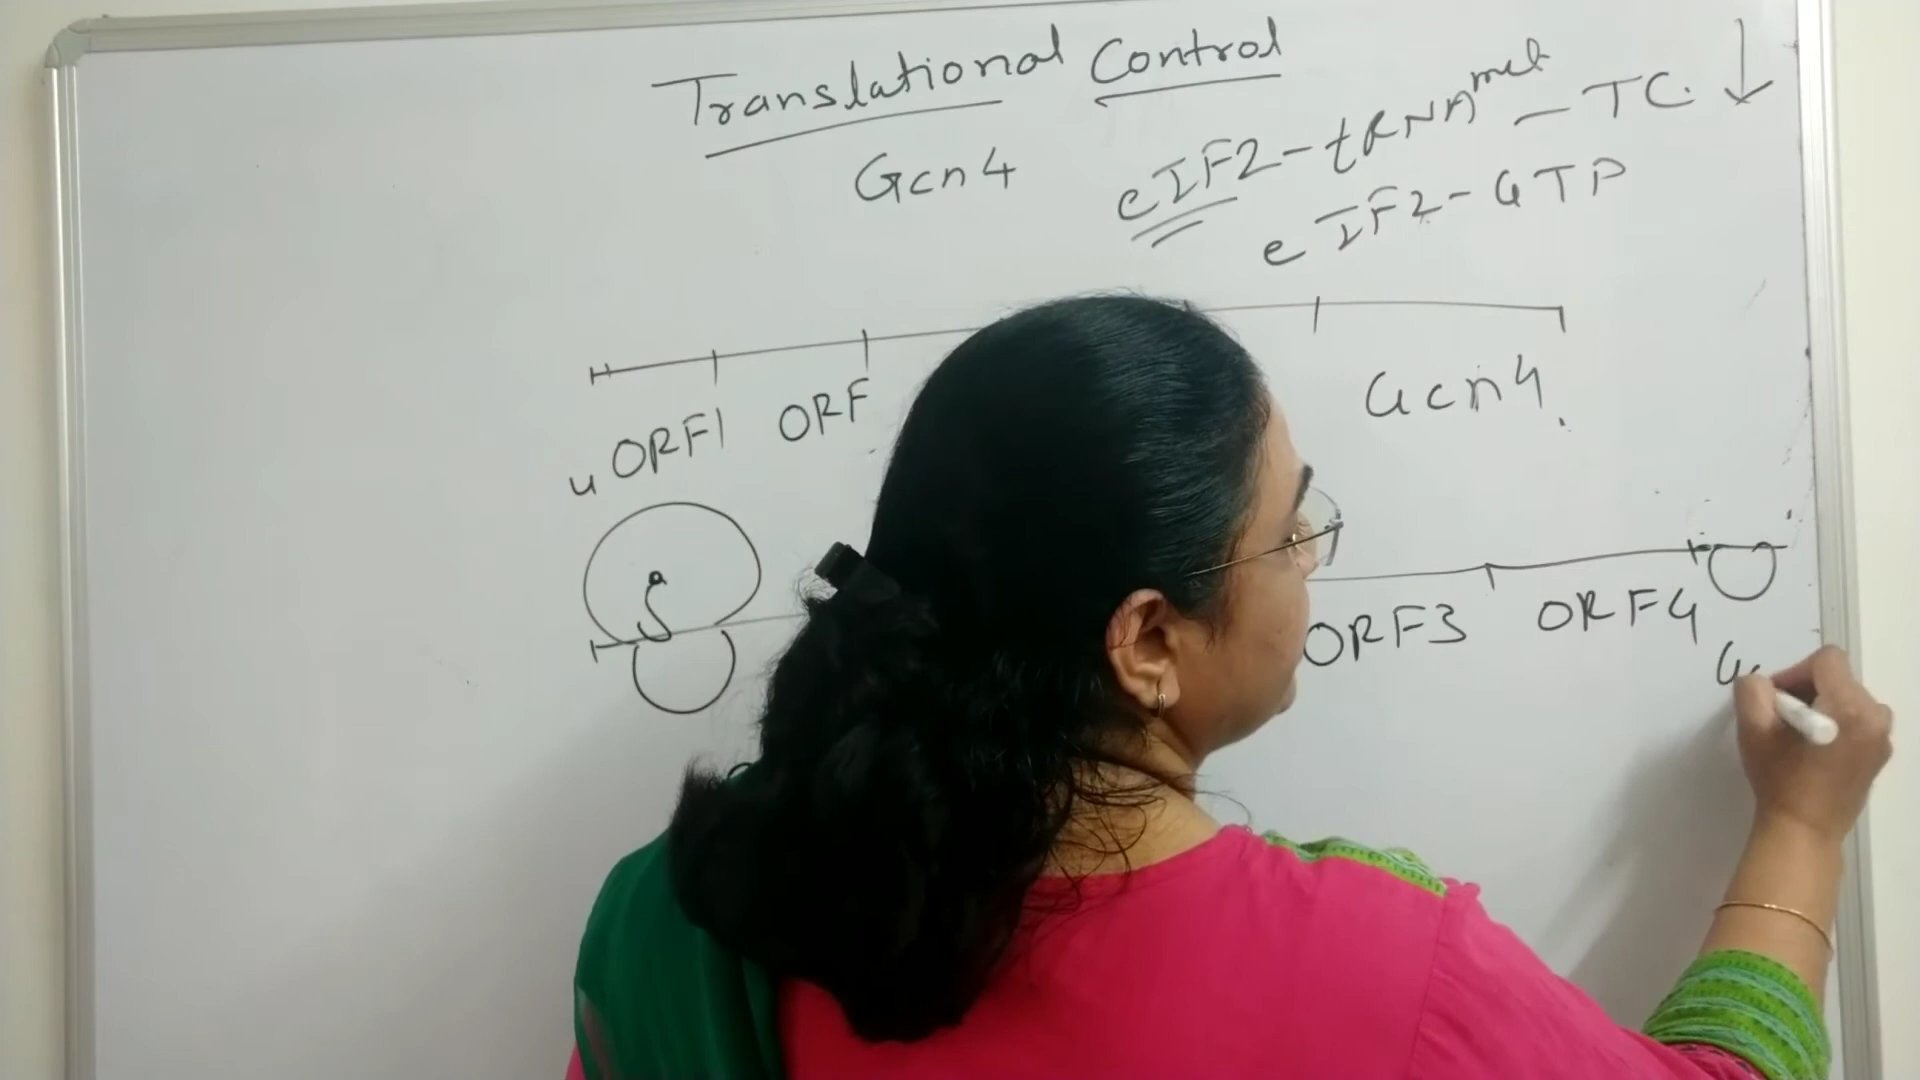 Translational Control
Gcn4
eIF2-tRNAmet - TC. ↓
eIF2-GTP
uORF1 ORF Gcn4.
ORF3 ORF4